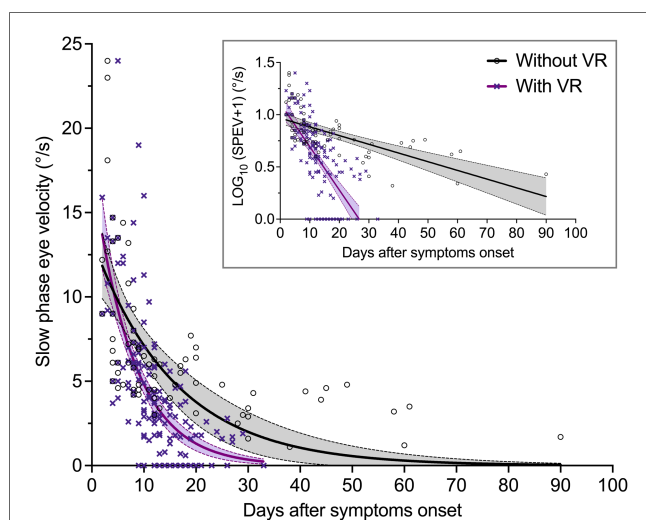 25
20
15
10
5
0
Slow phase eye velocity (°/s)
0 10 20 30 40 50 60 70 80 90 100
Days after symptoms onset
1.5
1.0
0.5
0.0
LOG10 (SPEV+1) (°/s)
0 10 20 30 40 50 60 70 80 90 100
Days after symptoms onset
Without VR
With VR